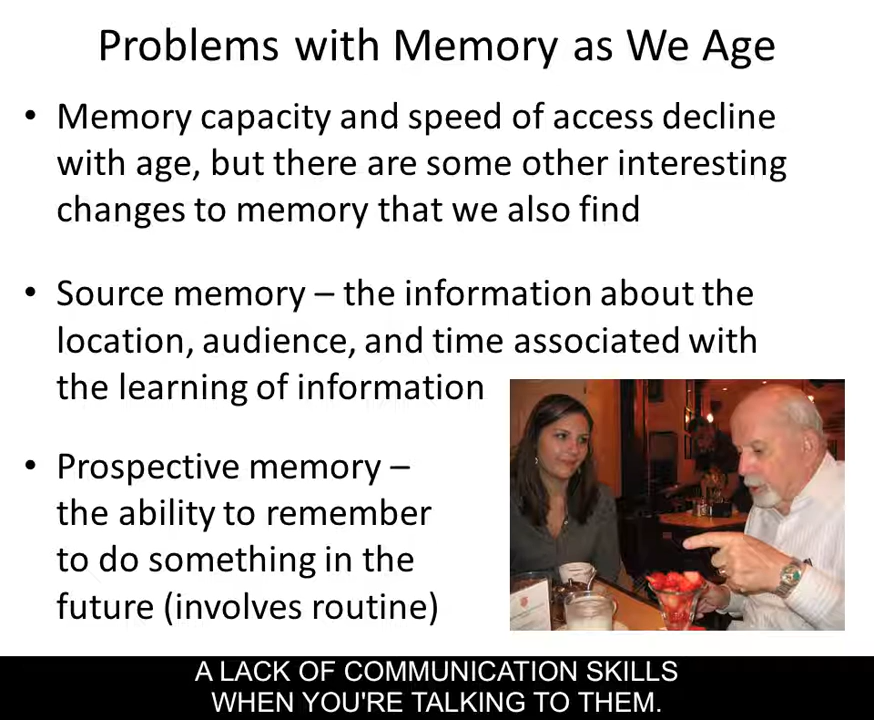 Problems with Memory as We Age
• Memory capacity and speed of access decline
with age, but there are some other interesting
changes to memory that we also find
• Source memory – the information about the
location, audience, and time associated with
the learning of information
• Prospective memory –
the ability to remember
to do something in the
future (involves routine)
A LACK OF COMMUNICATION SKILLS
WHEN YOU'RE TALKING TO THEM.